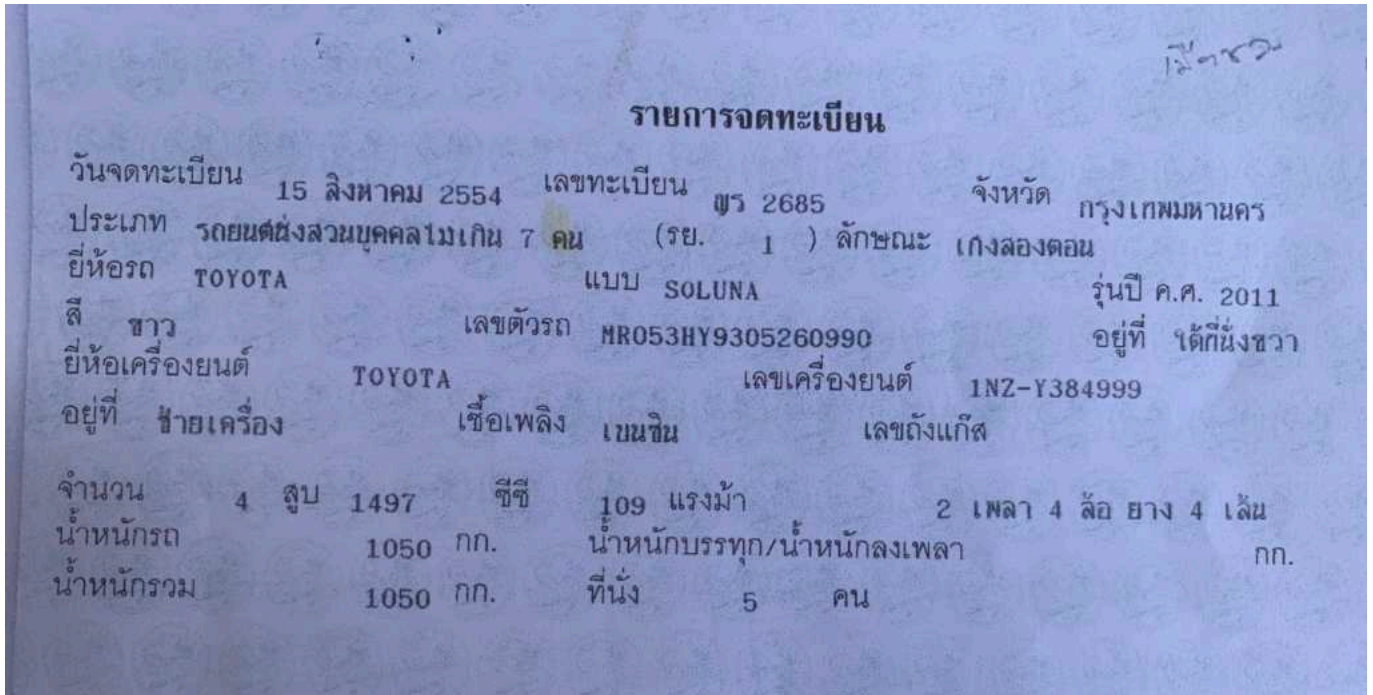 รายการจดทะเบียน
วันจดทะเบียน 15 สิงหาคม 2554 เลขทะเบียน ญร 2685 จังหวัด กรุงเทพมหานคร
ประเภท รถยนต์นั่งส่วนบุคคลไม่เกิน 7 คน (รย. 1 ) ลักษณะ เก๋งสองตอน
ยี่ห้อรถ TOYOTA แบบ SOLUNA รุ่นปี ค.ศ. 2011
สี ขาว เลขตัวรถ MR053HY9305260990 อยู่ที่ ใต้ที่นั่งขวา
ยี่ห้อเครื่องยนต์ TOYOTA เลขเครื่องยนต์ 1NZ-Y384999
อยู่ที่ ซ้ายเครื่อง เชื้อเพลิง เบนซิน เลขถังแก๊ส
จำนวน 4 สูบ 1497 ซีซี 109 แรงม้า 2 เพลา 4 ล้อ ยาง 4 เส้น
น้ำหนักรถ 1050 กก. น้ำหนักบรรทุก/น้ำหนักลงเพลา กก.
น้ำหนักรวม 1050 กก. ที่นั่ง 5 คน